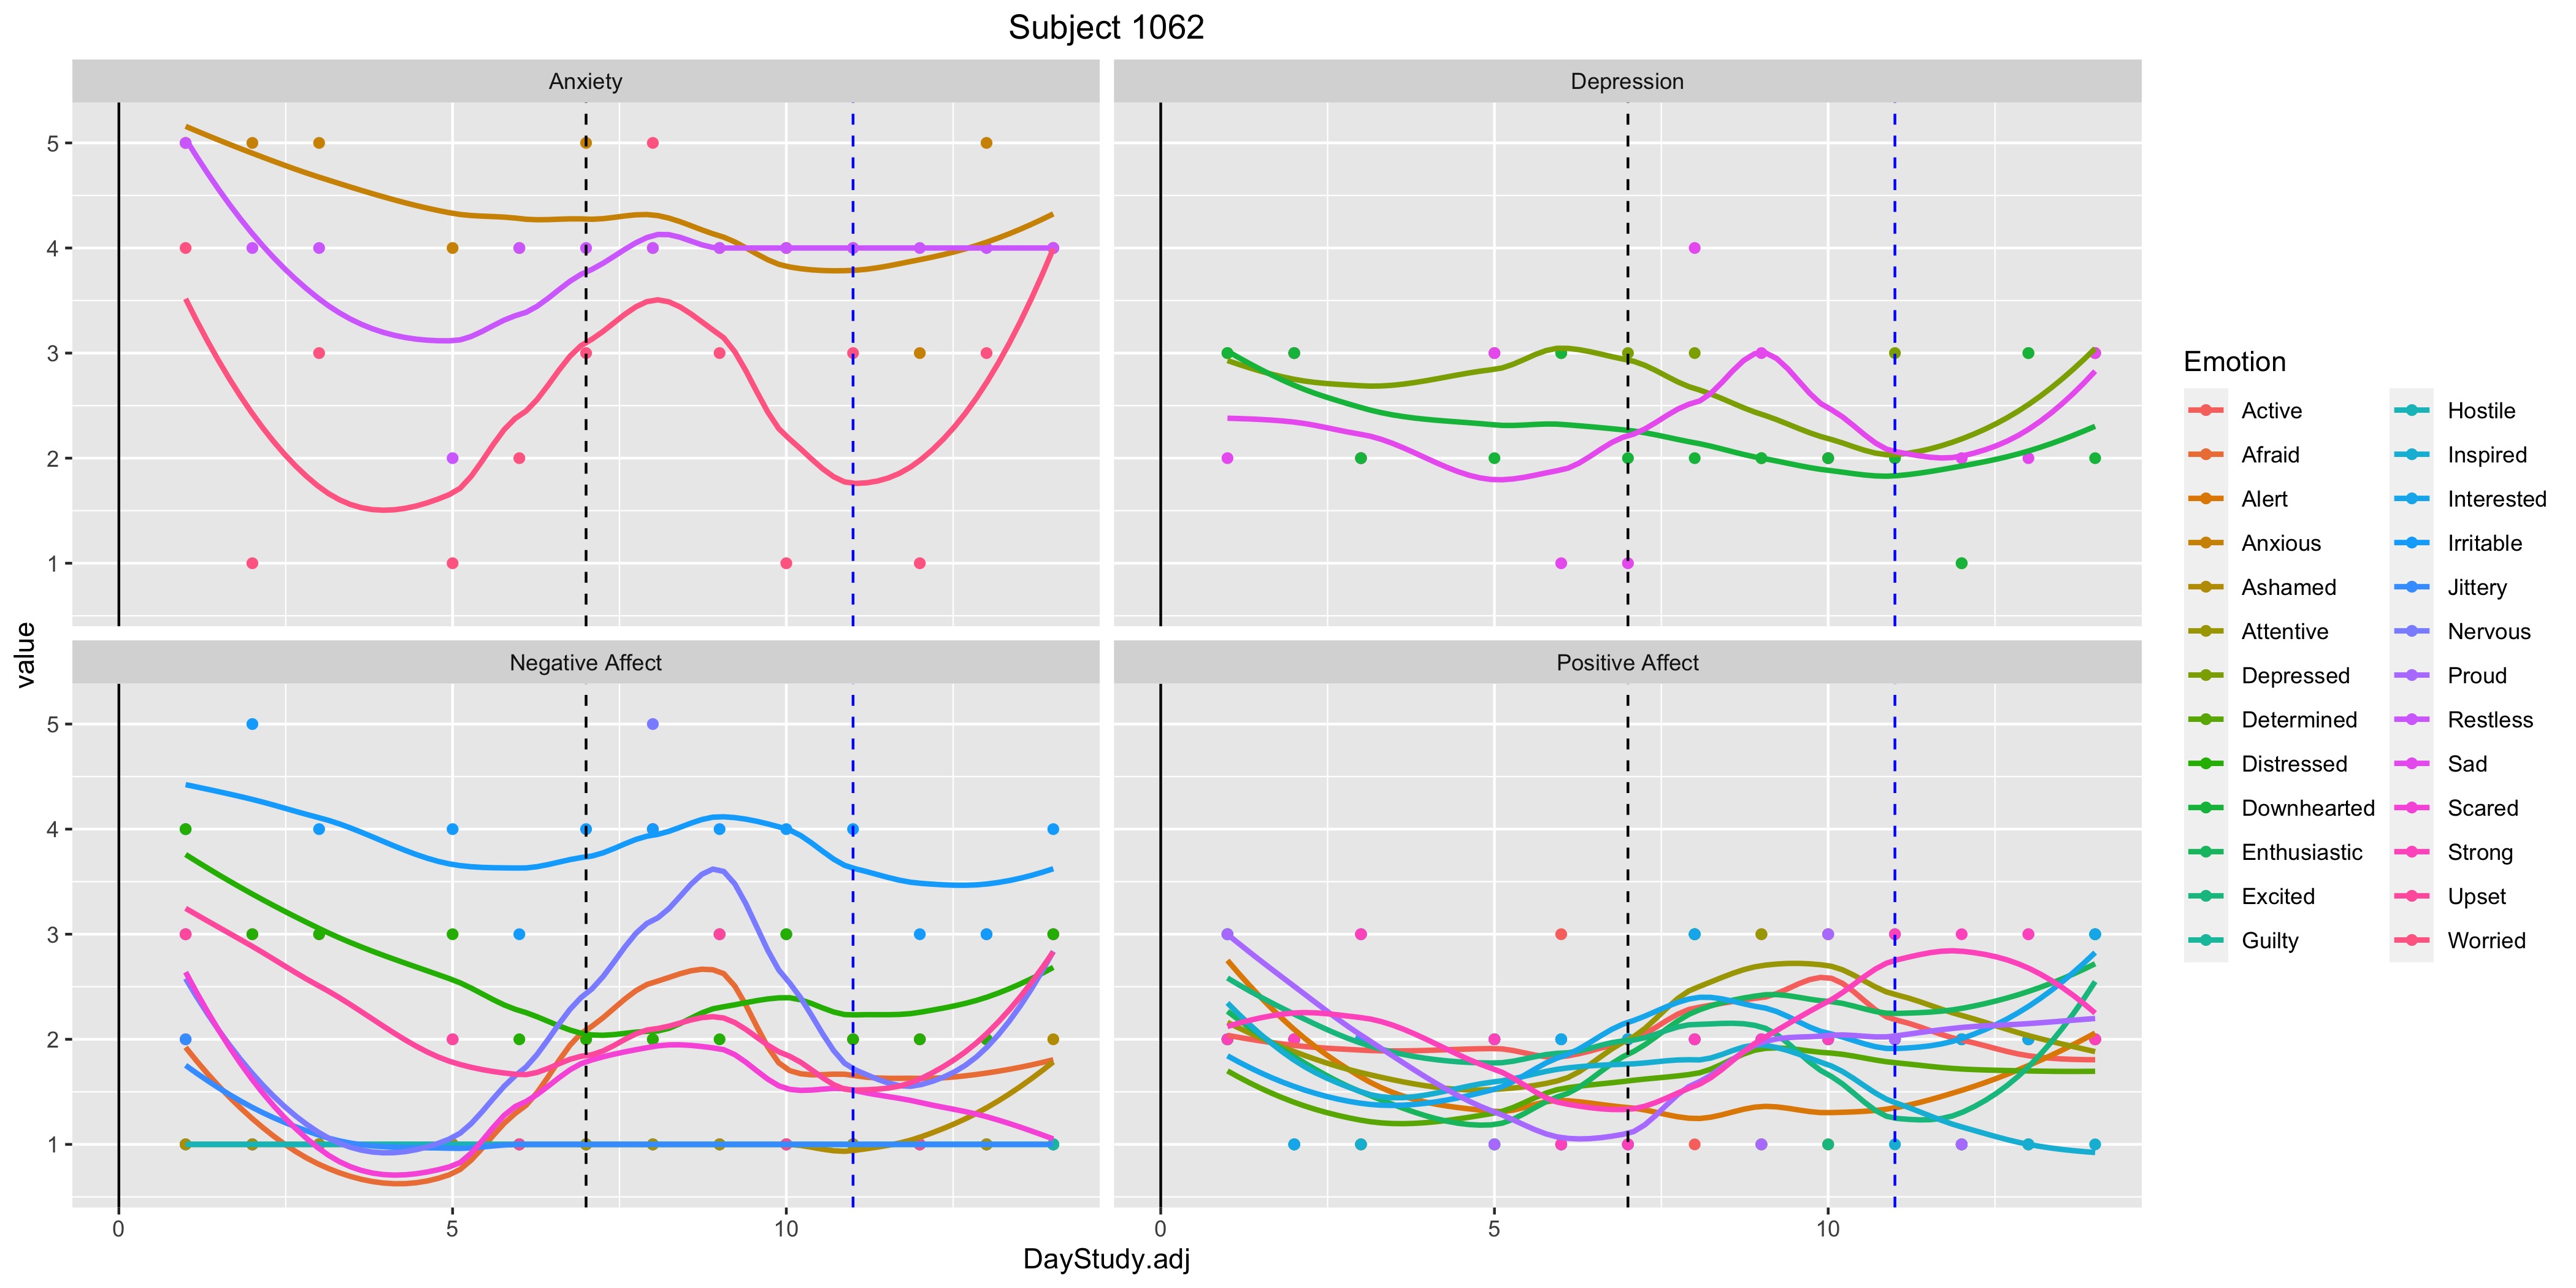 Subject 1062
Anxiety
Depression
5
4
3
2
1
Negative Affect
Positive Affect
5
4
3
2
1
value
0
5
10
0
5
10
DayStudy.adj
Emotion
Active
Afraid
Alert
Anxious
Ashamed
Attentive
Depressed
Determined
Distressed
Downhearted
Enthusiastic
Excited
Guilty
Hostile
Inspired
Interested
Irritable
Jittery
Nervous
Proud
Restless
Sad
Scared
Strong
Upset
Worried